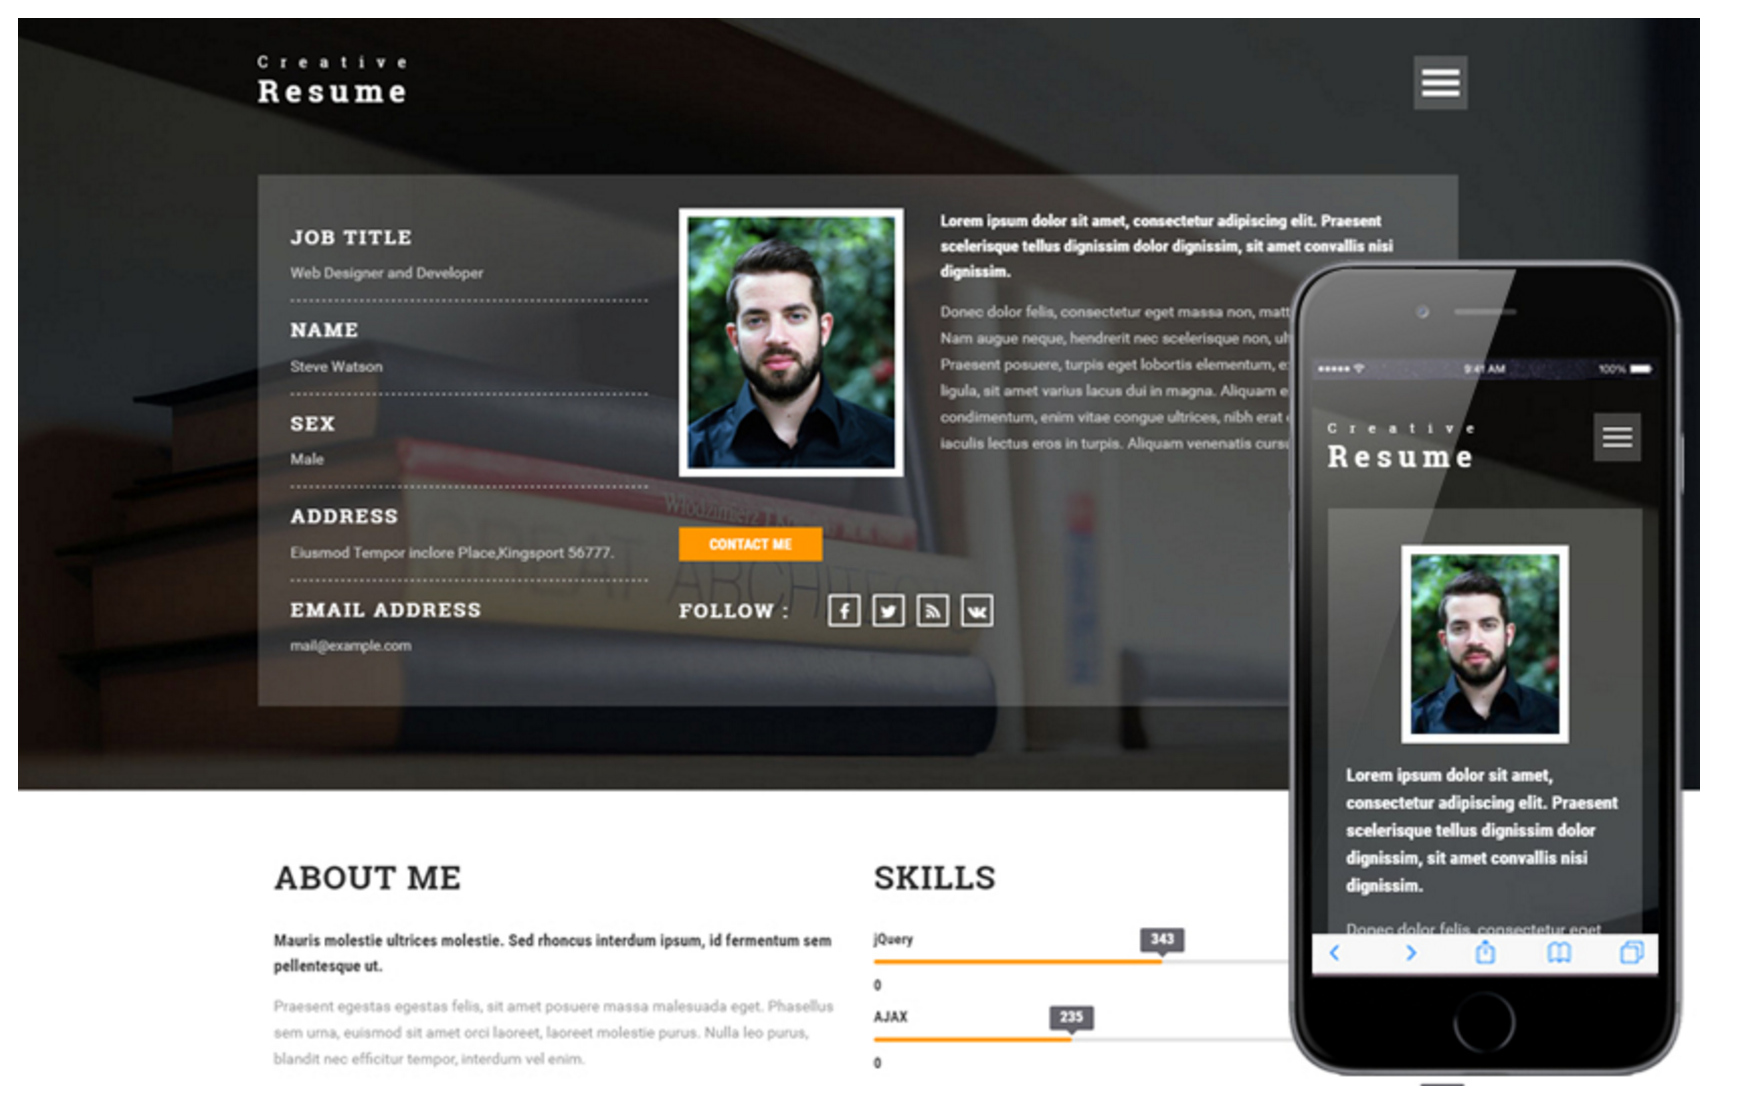 Creative
Resume
JOB TITLE
Web Designer and Developer
NAME
Steve Watson
SEX
Male
ADDRESS
Eiusmod Tempor inclore Place,Kingsport 56777.
EMAIL ADDRESS
mail@example.com
CONTACT ME
FOLLOW :
Lorem ipsum dolor sit amet, consectetur adipiscing elit. Praesent
scelerisque tellus dignissim dolor dignissim, sit amet convallis nisi
dignissim.
Donec dolor felis, consectetur eget massa non, matt
Nam augue neque, hendrerit nec scelerisque non,
Praesent posuere, turpis eget lobortis elementum,
ligula, sit amet varius lacus dui in magna. Aliquam
condimentum, enim vitae congue ultrices, nibh erat
iaculis lectus eros in turpis. Aliquam venenatis curs
GREAT ARCHITECT
ABOUT ME
Mauris molestie ultrices molestie. Sed rhoncus interdum ipsum, id fermentum sem
pellentesque ut.
Praesent egestas egestas felis, sit amet posuere massa malesuada eget. Phasellus
sem urna, euismod sit amet orci laoreet, laoreet molestie purus. Nulla leo purus,
blandit nec efficitur tempor, interdum vel enim.
SKILLS
jQuery
343
0
AJAX
235
0
9:41 AM
100%
Creative
Resume
Lorem ipsum dolor sit amet,
consectetur adipiscing elit. Praesent
scelerisque tellus dignissim dolor
dignissim, sit amet convallis nisi
dignissim.
Donec dolor felis, consectetur eget